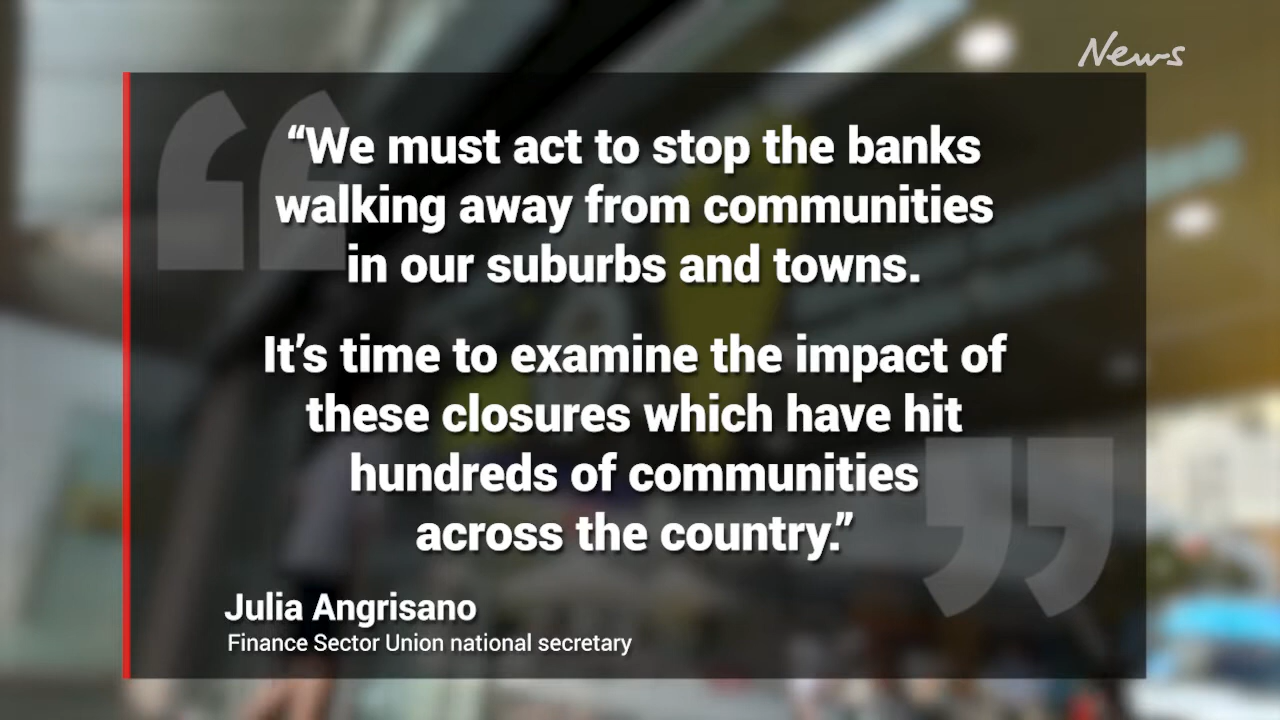 News
“We must act to stop the banks
walking away from communities
in our suburbs and towns.
It’s time to examine the impact of
these closures which have hit
hundreds of communities
across the country.”
Julia Angrisano
Finance Sector Union national secretary